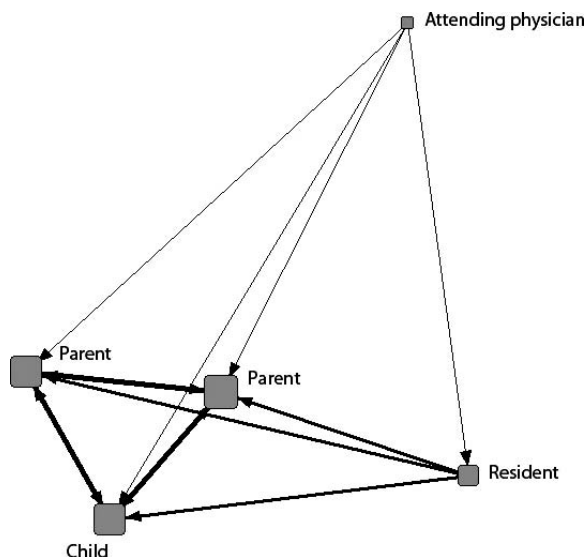 Attending physician
Parent
Parent
Resident
Child